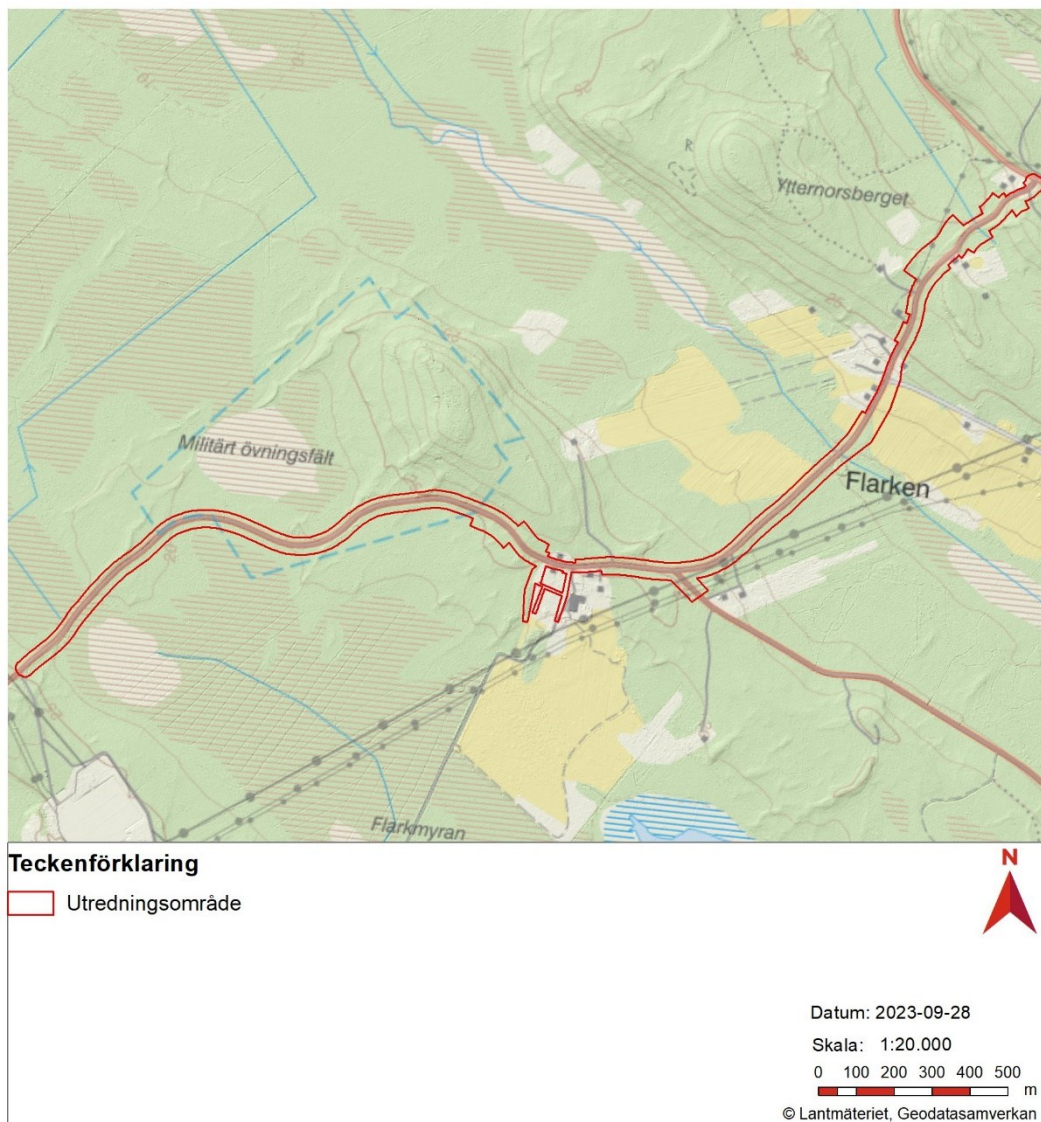 Ytternorsberget
R
Militärt övningsfält
Flarken
Flarkmyran
Teckenförklaring
Utredningsområde
N
Datum: 2023-09-28
Skala: 1:20.000
0 100 200 300 400 500
m
© Lantmäteriet, Geodatasamverkan